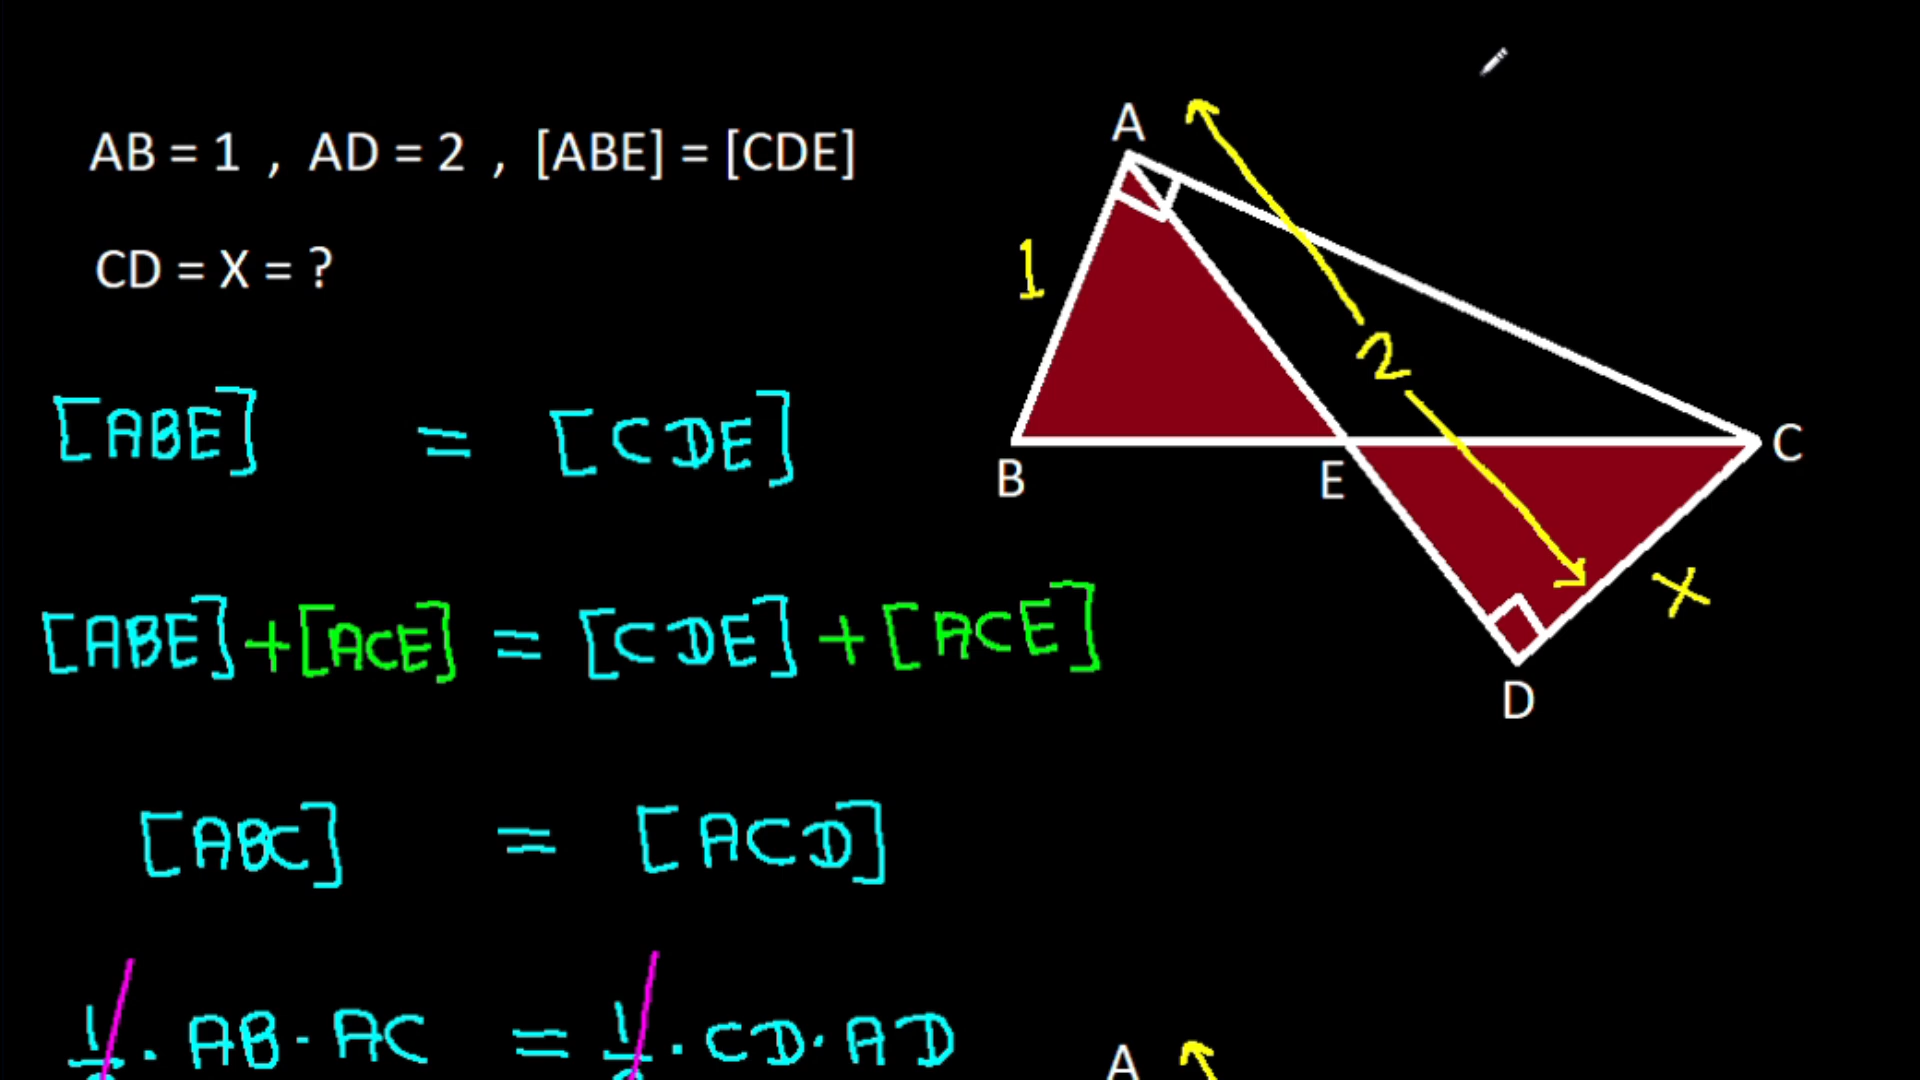 AB = 1 , AD = 2 , [ABE] = [CDE]
CD = X = ?
[ABE] = [CDE]
[ABE]+[ACE] = [CDE]+[ACE]
[ABC] = [ACD]
1/2 · AB · AC = 1/2 · CD · AD
A
1
2
B
E
C
x
D
A